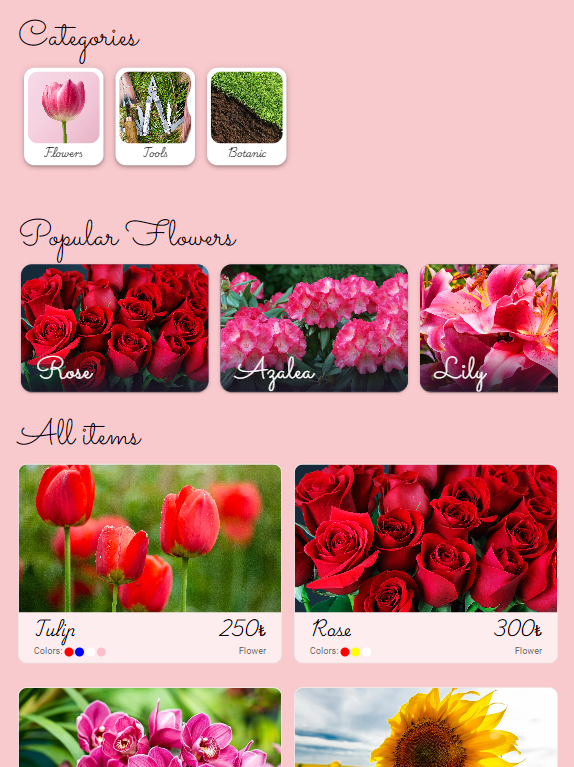 Categories
Flowers Tools Botanic
Popular Flowers
Rose Azalea Lily
All items
Tulip 250₺ Rose 300₺
Colors: Flower Colors: Flower